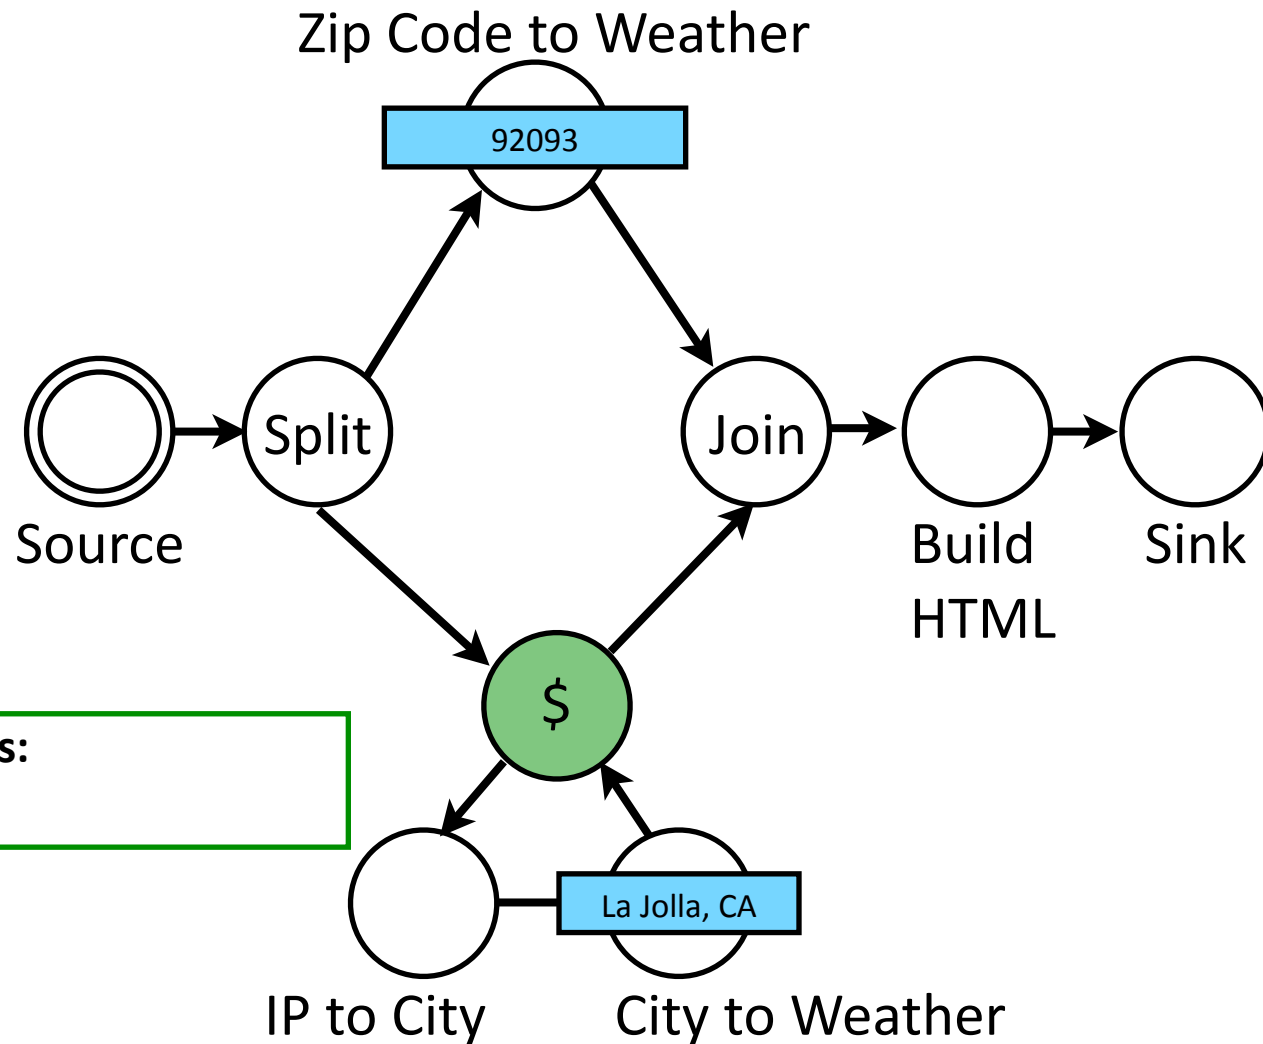 Zip Code to Weather
92093
Split
Join
Source
Build
HTML
Sink
$
s:
La Jolla, CA
IP to City
City to Weather